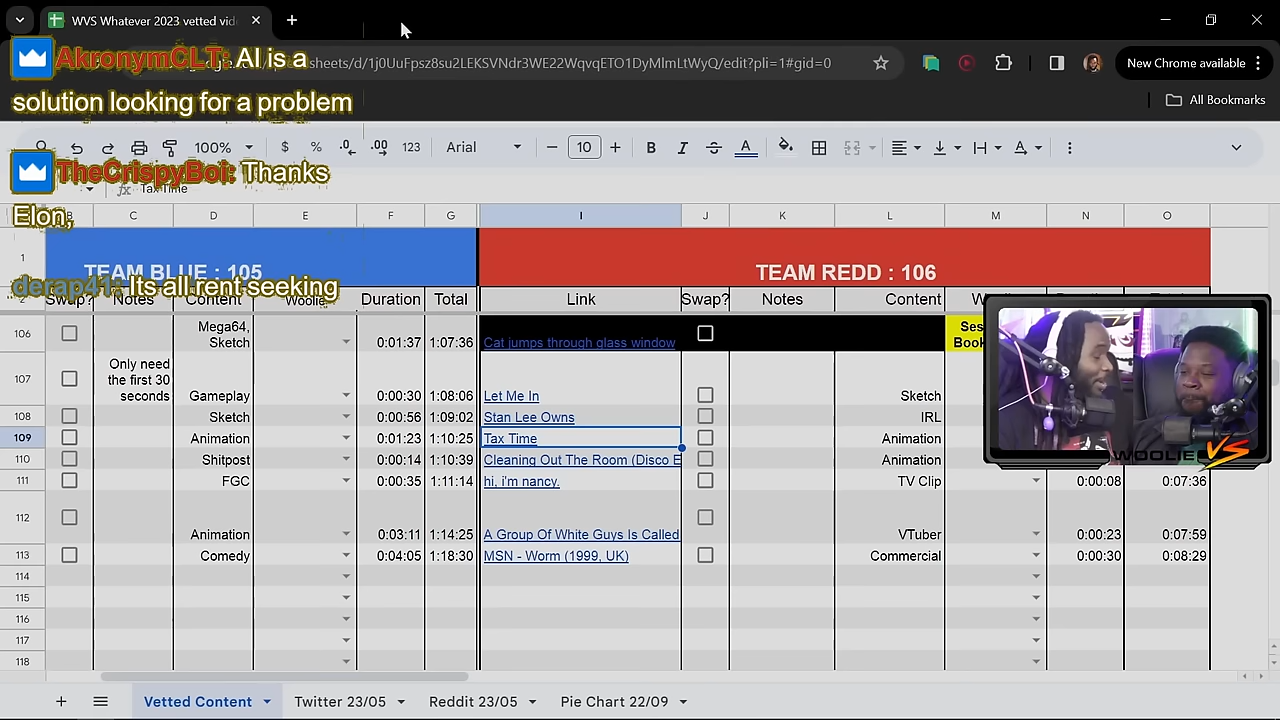 WVS Whatever 2023 vetted vid
AkronymCLT: AI is a
solution looking for a problem
sheets/d/1j0UuFpsz8su2LEKSVNdr3WE22WqvqETO1DyMlmLtWyQ/edit?pli=1#gid=0
New Chrome available
All Bookmarks
100%
$ % .0 .00 123 Arial 10 B I S A
TheCrispyBoi: Thanks
Elon,
fx Tax Time
B C D E F G I J K L M N O
1 TEAM BLUE : 105 TEAM REDD : 106
derap41: Its all rent seeking
2 Swap? Notes Content Woolie Duration Total Link Swap? Notes Content
106 Mega64, Sketch 0:01:37 1:07:36 Cat jumps through glass window
107 Only need the first 30 seconds Gameplay 0:00:30 1:08:06 Let Me In Sketch
108 Sketch 0:00:56 1:09:02 Stan Lee Owns IRL
109 Animation 0:01:23 1:10:25 Tax Time Animation
110 Shitpost 0:00:14 1:10:39 Cleaning Out The Room (Disco E Animation
WOOLIE VS
111 FGC 0:00:35 1:11:14 hi, i'm nancy. TV Clip 0:00:08 0:07:36
112 Animation 0:03:11 1:14:25 A Group Of White Guys Is Called VTuber 0:00:23 0:07:59
113 Comedy 0:04:05 1:18:30 MSN - Worm (1999, UK) Commercial 0:00:30 0:08:29
114
115
116
117
118
Vetted Content Twitter 23/05 Reddit 23/05 Pie Chart 22/09